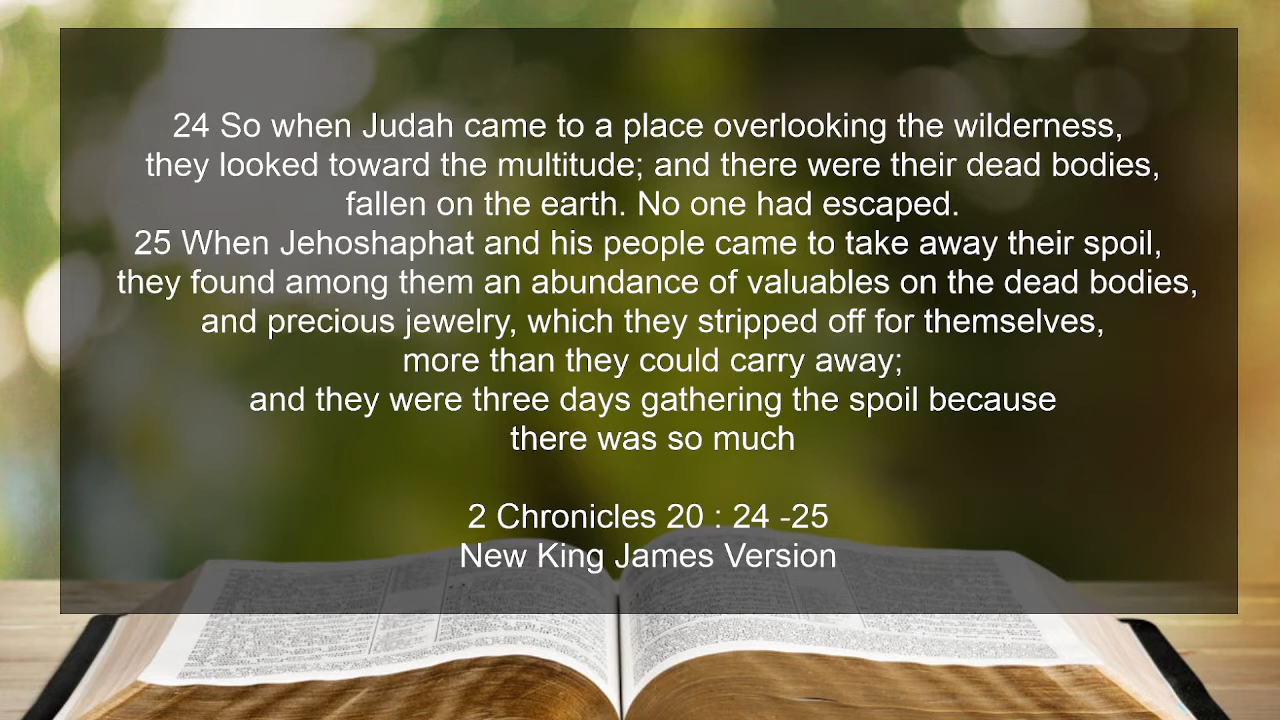 24 So when Judah came to a place overlooking the wilderness,
they looked toward the multitude; and there were their dead bodies,
fallen on the earth. No one had escaped.
25 When Jehoshaphat and his people came to take away their spoil,
they found among them an abundance of valuables on the dead bodies,
and precious jewelry, which they stripped off for themselves,
more than they could carry away;
and they were three days gathering the spoil because
there was so much
2 Chronicles 20 : 24 -25
New King James Version